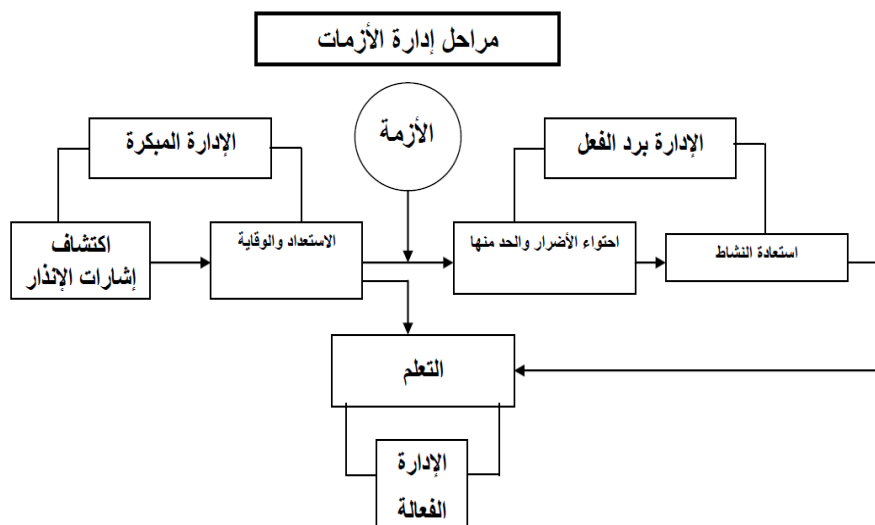 مراحل إدارة الأزمات
الأزمة
الإدارة المبكرة
الإدارة برد الفعل
اكتشاف
إشارات الإنذار
الاستعداد والوقاية
احتواء الأضرار والحد منها
استعادة النشاط
التعلم
الإدارة
الفعالة